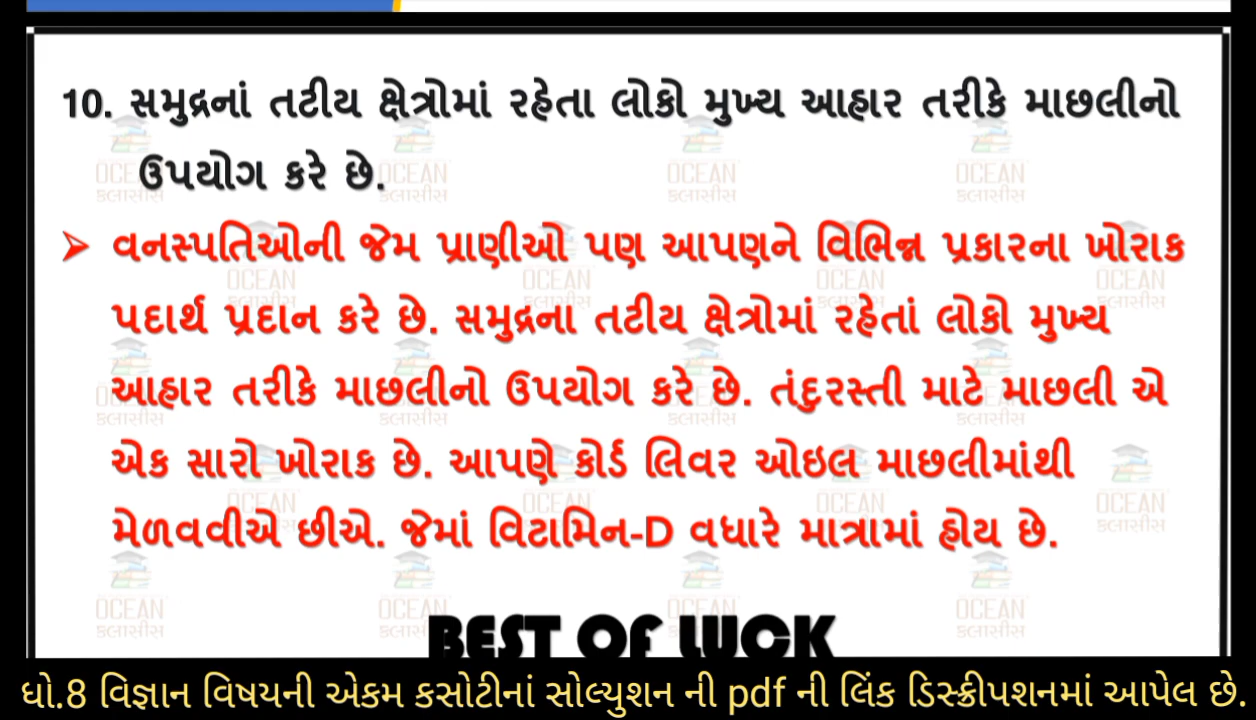 10. સમુદ્રનાં તટીય ક્ષેત્રોમાં રહેતા લોકો મુખ્ય આહાર તરીકે માછલીનો
ઉપયોગ કરે છે.
➢ વનસ્પતિઓની જેમ પ્રાણીઓ પણ આપણને વિભિન્ન પ્રકારના ખોરાક
પદાર્થ પ્રદાન કરે છે. સમુદ્રના તટીય ક્ષેત્રોમાં રહેતાં લોકો મુખ્ય
આહાર તરીકે માછલીનો ઉપયોગ કરે છે. તંદુરસ્તી માટે માછલી એ
એક સારો ખોરાક છે. આપણે કોર્ડ લિવર ઓઇલ માછલીમાંથી
મેળવવીએ છીએ. જેમાં વિટામિન-D વધારે માત્રામાં હોય છે.
BEST OF LUCK
ધો.8 વિજ્ઞાન વિષયની એકમ કસોટીનાં સોલ્યુશન ની pdf ની લિંક ડિસ્ક્રીપશનમાં આપેલ છે.
OCEAN
કલાસીસ